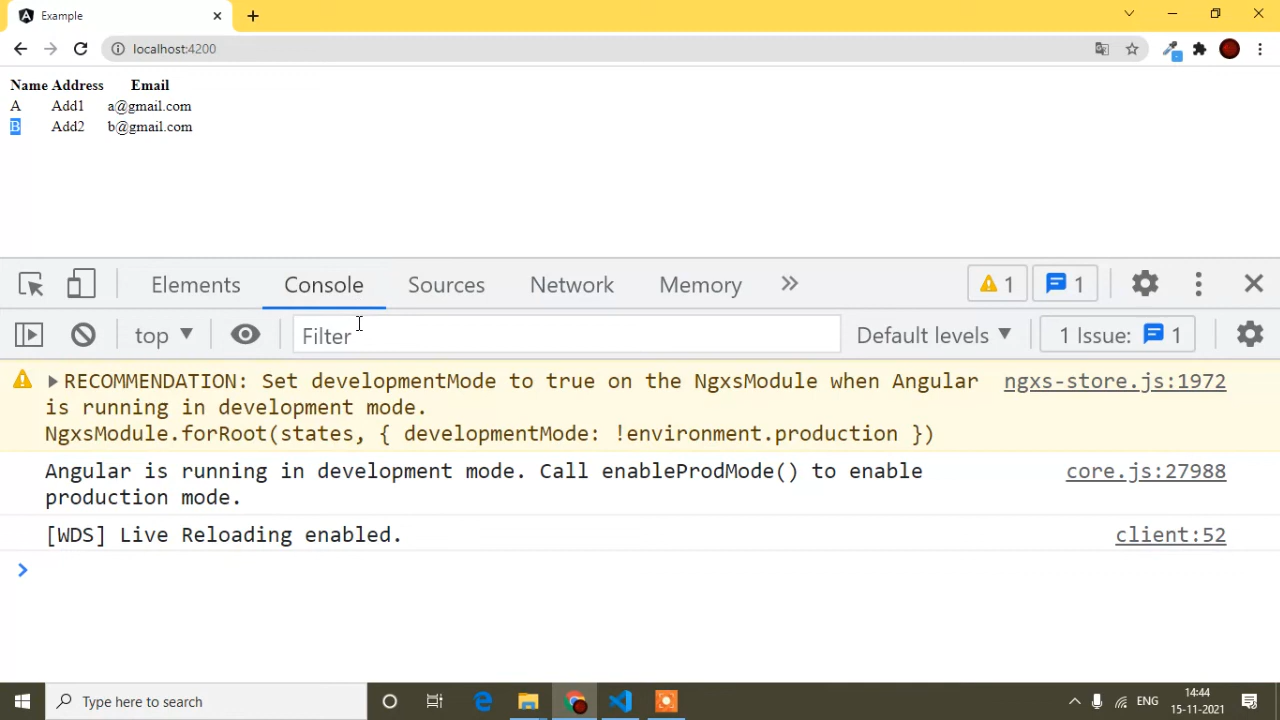 Example
localhost:4200
Name Address Email
A Add1 a@gmail.com
B Add2 b@gmail.com
Elements Console Sources Network Memory 1 1
top Filter Default levels 1 Issue: 1
RECOMMENDATION: Set developmentMode to true on the NgxsModule when Angular ngxs-store.js:1972
is running in development mode.
NgxsModule.forRoot(states, { developmentMode: !environment.production })
Angular is running in development mode. Call enableProdMode() to enable core.js:27988
production mode.
[WDS] Live Reloading enabled. client:52
Type here to search ENG 14:44
15-11-2021